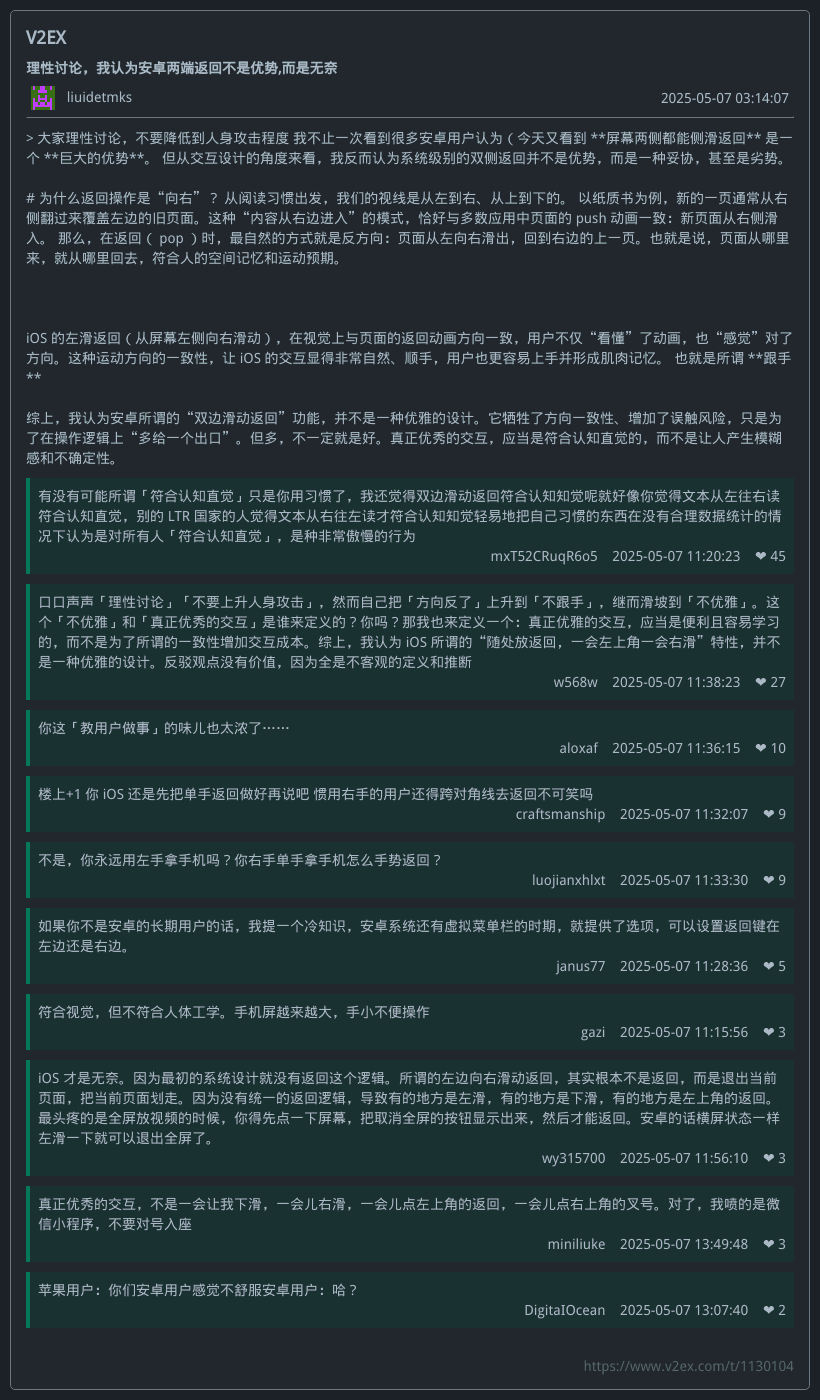 V2EX
理性讨论，我认为安卓两端返回不是优势,而是无奈
liuidetmks
2025-05-07 03:14:07
> 大家理性讨论，不要降低到人身攻击程度 我不止一次看到很多安卓用户认为（今天又看到 **屏幕两侧都能侧滑返回** 是一
个 **巨大的优势**。 但从交互设计的角度来看，我反而认为系统级别的双侧返回并不是优势，而是一种妥协，甚至是劣势。
# 为什么返回操作是“向右”？ 从阅读习惯出发，我们的视线是从左到右、从上到下的。 以纸质书为例，新的一页通常从右
侧翻过来覆盖左边的旧页面。这种“内容从右边进入”的模式，恰好与多数应用中页面的 push 动画一致：新页面从右侧滑
入。 那么，在返回（ pop ）时，最自然的方式就是反方向：页面从左向右滑出，回到右边的上一页。也就是说，页面从哪里
来，就从哪里回去，符合人的空间记忆和运动预期。
iOS 的左滑返回（从屏幕左侧向右滑动），在视觉上与页面的返回动画方向一致，用户不仅“看懂”了动画，也“感觉”对了
方向。这种运动方向的一致性，让 iOS 的交互显得非常自然、顺手，用户也更容易上手并形成肌肉记忆。 也就是所谓 **跟手
**
综上，我认为安卓所谓的“双边滑动返回”功能，并不是一种优雅的设计。它牺牲了方向一致性、增加了误触风险，只是为
了在操作逻辑上“多给一个出口”。但多，不一定就是好。真正优秀的交互，应当是符合认知直觉的，而不是让人产生模糊
感和不确定性。
有没有可能所谓「符合认知直觉」只是你用习惯了，我还觉得双边滑动返回符合认知知觉呢就好像你觉得文本从左往右读
符合认知直觉，别的 LTR 国家的人觉得文本从右往左读才符合认知知觉轻易地把自己习惯的东西在没有合理数据统计的情
况下认为是对所有人「符合认知直觉」，是种非常傲慢的行为
mxT52CRuqR6o5 2025-05-07 11:20:23 ❤ 45
口口声声「理性讨论」「不要上升人身攻击」，然而自己把「方向反了」上升到「不跟手」，继而滑坡到「不优雅」。这
个「不优雅」和「真正优秀的交互」是谁来定义的？你吗？那我也来定义一个：真正优雅的交互，应当是便利且容易学习
的，而不是为了所谓的一致性增加交互成本。综上，我认为 iOS 所谓的“随处放返回，一会左上角一会右滑”特性，并不
是一种优雅的设计。反驳观点没有价值，因为全是不客观的定义和推断
w568w 2025-05-07 11:38:23 ❤ 27
你这「教用户做事」的味儿也太浓了……
aloxaf 2025-05-07 11:36:15 ❤ 10
楼上+1 你 iOS 还是先把单手返回做好再说吧 惯用右手的用户还得跨对角线去返回不可笑吗
craftsmanship 2025-05-07 11:32:07 ❤ 9
不是，你永远用左手拿手机吗？你右手单手拿手机怎么手势返回？
luojianxhlxt 2025-05-07 11:33:30 ❤ 9
如果你不是安卓的长期用户的话，我提一个冷知识，安卓系统还有虚拟菜单栏的时期，就提供了选项，可以设置返回键在
左边还是右边。
janus77 2025-05-07 11:28:36 ❤ 5
符合视觉，但不符合人体工学。手机屏越来越大，手小不便操作
gazi 2025-05-07 11:15:56 ❤ 3
iOS 才是无奈。因为最初的系统设计就没有返回这个逻辑。所谓的左边向右滑动返回，其实根本不是返回，而是退出当前
页面，把当前页面划走。因为没有统一的返回逻辑，导致有的地方是左滑，有的地方是下滑，有的地方是左上角的返回。
最头疼的是全屏放视频的时候，你得先点一下屏幕，把取消全屏的按钮显示出来，然后才能返回。安卓的话横屏状态一样
左滑一下就可以退出全屏了。
wy315700 2025-05-07 11:56:10 ❤ 3
真正优秀的交互，不是一会让我下滑，一会儿右滑，一会儿点左上角的返回，一会儿点右上角的叉号。对了，我喷的是微
信小程序，不要对号入座
miniliuke 2025-05-07 13:49:48 ❤ 3
苹果用户：你们安卓用户感觉不舒服安卓用户：哈？
DigitaIOcean 2025-05-07 13:07:40 ❤ 2
https://www.v2ex.com/t/1130104